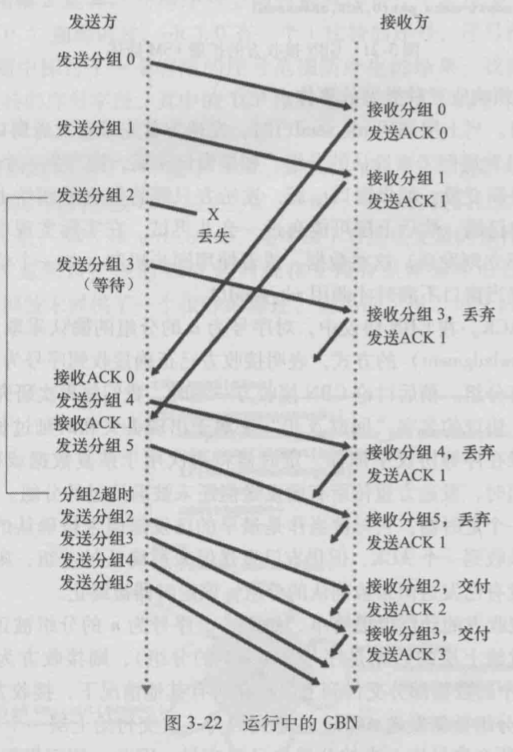 发送方
接收方
发送分组0
接收分组0
发送ACK 0
发送分组1
接收分组1
发送ACK 1
发送分组2
X
丢失
发送分组3
（等待）
接收分组3，丢弃
发送ACK 1
接收ACK 0
发送分组4
接收ACK 1
发送分组5
接收分组4，丢弃
发送ACK 1
分组2超时
接收分组5，丢弃
发送ACK 1
发送分组2
发送分组3
发送分组4
发送分组5
接收分组2，交付
发送ACK 2
接收分组3，交付
发送ACK 3
图 3-22 运行中的 GBN